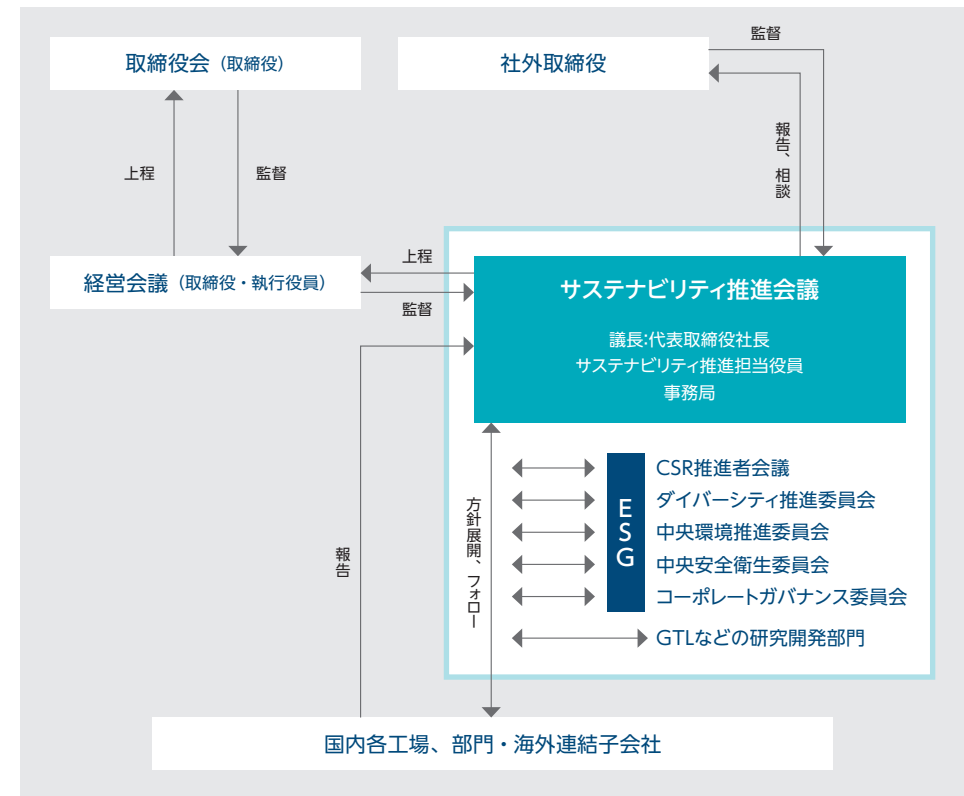 取締役会（取締役）
社外取締役
監督
報告、相談
上程
監督
経営会議（取締役・執行役員）
上程
監督
サステナビリティ推進会議
議長:代表取締役社長
サステナビリティ推進担当役員
事務局
報告
方針展開、フォロー
ESG
CSR推進者会議
ダイバーシティ推進委員会
中央環境推進委員会
中央安全衛生委員会
コーポレートガバナンス委員会
GTLなどの研究開発部門
国内各工場、部門・海外連結子会社